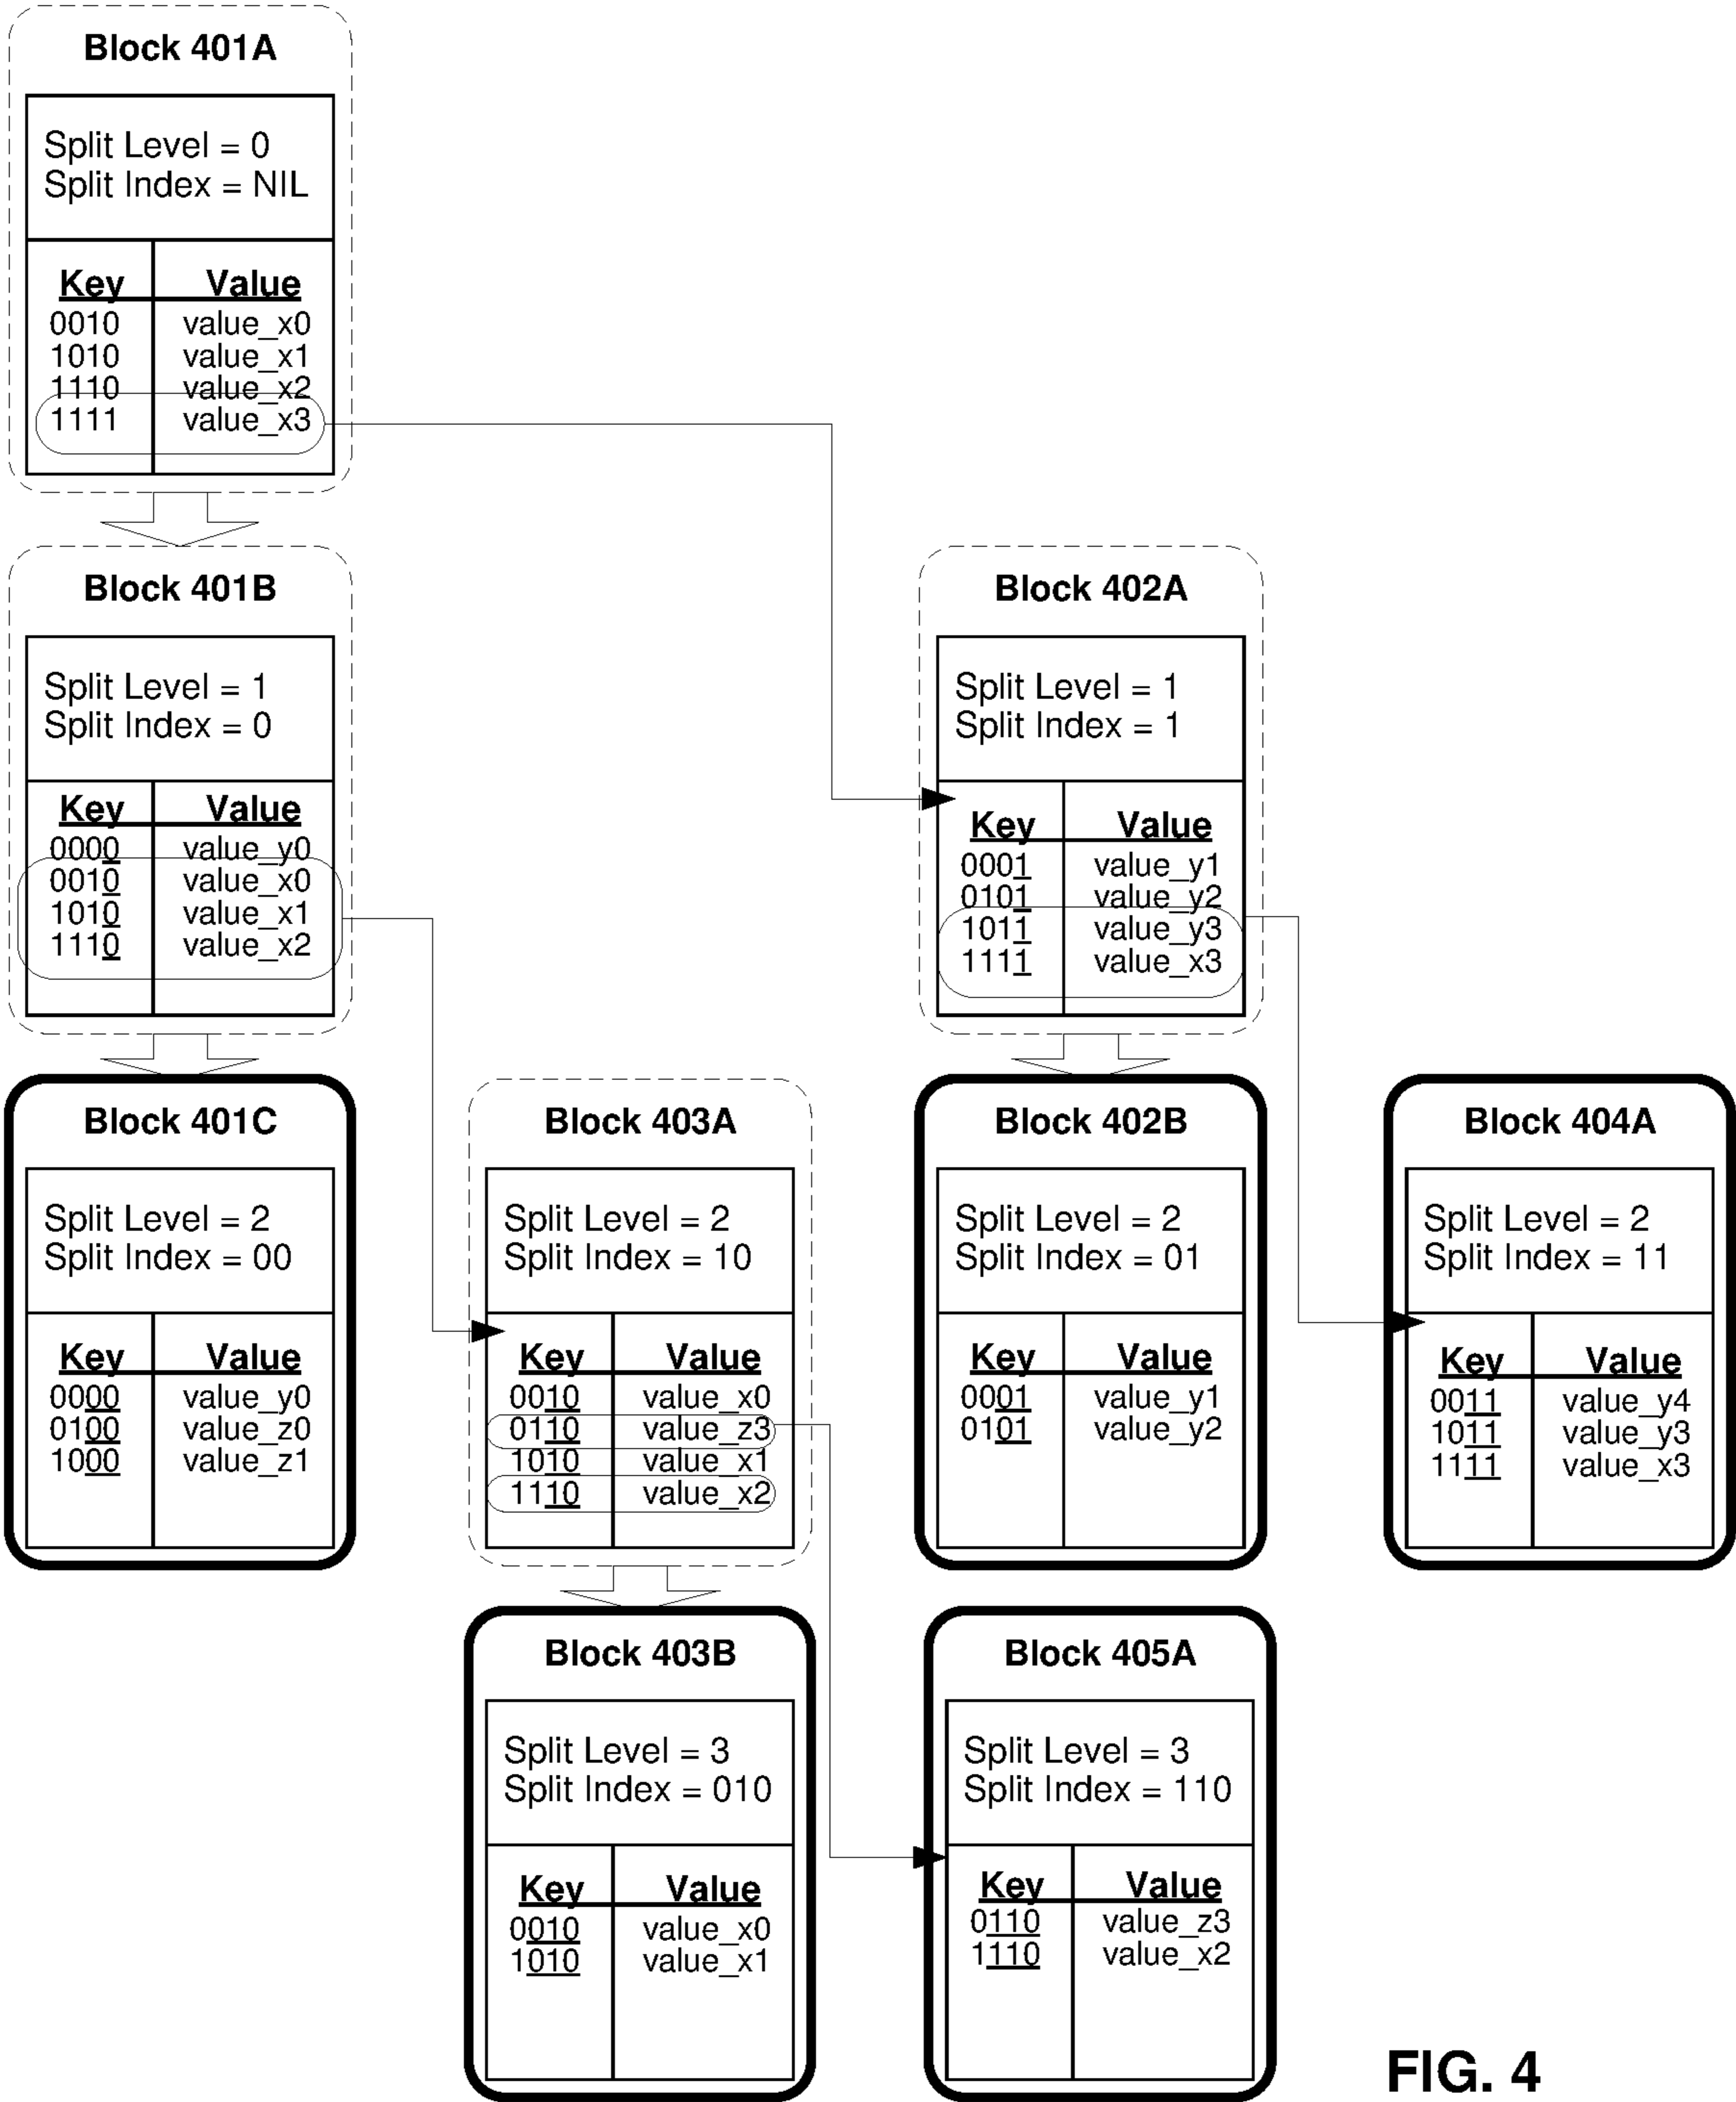 Block 401A
Split Level = 0
Split Index = NIL
Key Value
0010 value_x0
1010 value_x1
1110 value_x2
1111 value_x3
Block 401B
Split Level = 1
Split Index = 0
Key Value
0000 value_y0
0010 value_x0
1010 value_x1
1110 value_x2
Block 402A
Split Level = 1
Split Index = 1
Key Value
0001 value_y1
0101 value_y2
1011 value_y3
1111 value_x3
Block 401C
Split Level = 2
Split Index = 00
Key Value
0000 value_y0
0100 value_z0
1000 value_z1
Block 403A
Split Level = 2
Split Index = 10
Key Value
0010 value_x0
0110 value_z3
1010 value_x1
1110 value_x2
Block 402B
Split Level = 2
Split Index = 01
Key Value
0001 value_y1
0101 value_y2
Block 404A
Split Level = 2
Split Index = 11
Key Value
0011 value_y4
1011 value_y3
1111 value_x3
Block 403B
Split Level = 3
Split Index = 010
Key Value
0010 value_x0
1010 value_x1
Block 405A
Split Level = 3
Split Index = 110
Key Value
0110 value_z3
1110 value_x2
FIG. 4